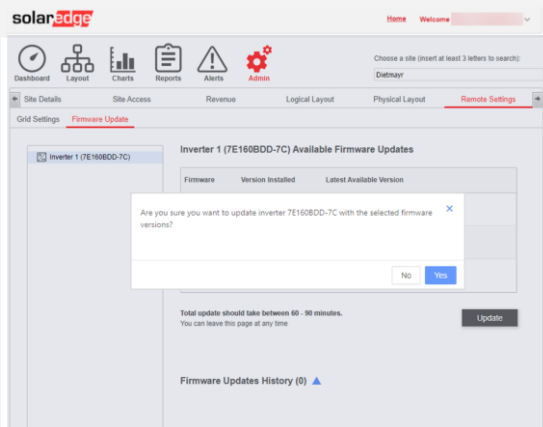 solaredge
Home Welcome
Choose a site (insert at least 3 letters to search):
Dashboard Layout Charts Reports Alerts Admin
Dietmayr
Site Details Site Access Revenue Logical Layout Physical Layout Remote Settings
Grid Settings Firmware Update
Inverter 1 (7E160BDD-7C)
Inverter 1 (7E160BDD-7C) Available Firmware Updates
Firmware Version Installed Latest Available Version
Are you sure you want to update inverter 7E160BDD-7C with the selected firmware
versions?
No Yes
Total update should take between 60 - 90 minutes.
You can leave this page at any time
Update
Firmware Updates History (0)